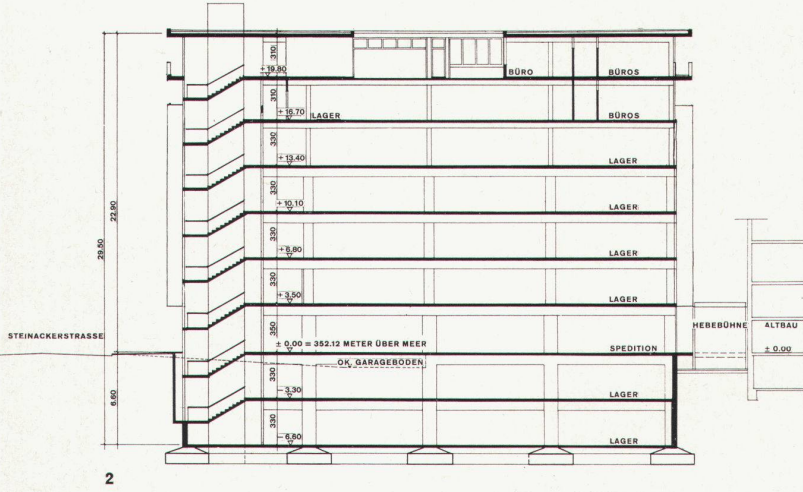 310
+19.80
BÜRO
BÜROS
310
+16.70
LAGER
BÜROS
330
+13.40
LAGER
330
+10.10
LAGER
22.90
29.50
330
+6.80
LAGER
330
+3.50
LAGER
HEBEBÜHNE
ALTBAU
STEINACKERSTRASSE
350
± 0.00 = 352.12 METER ÜBER MEER
SPEDITION
± 0.00
OK. GARAGEBODEN
330
−3.30
LAGER
6.60
330
−6.60
LAGER
2